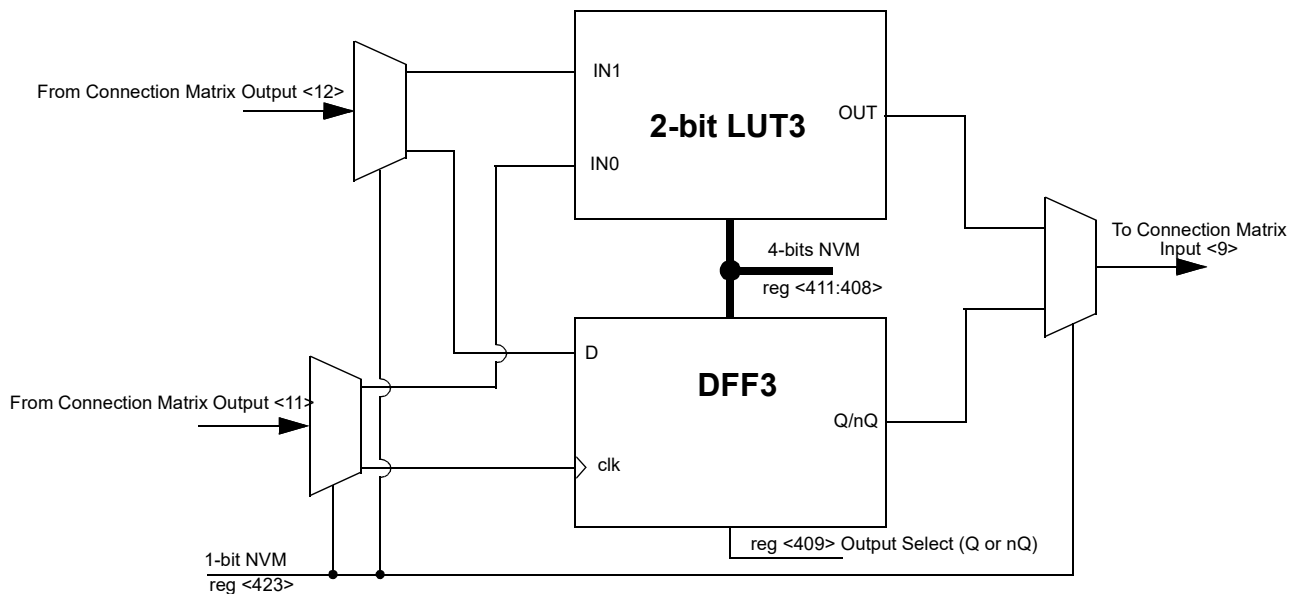 From Connection Matrix Output <12>
IN1
2-bit LUT3
OUT
IN0
To Connection Matrix
Input <9>
4-bits NVM
reg <411:408>
D
DFF3
From Connection Matrix Output <11>
Q/nQ
clk
reg <409> Output Select (Q or nQ)
1-bit NVM
reg <423>